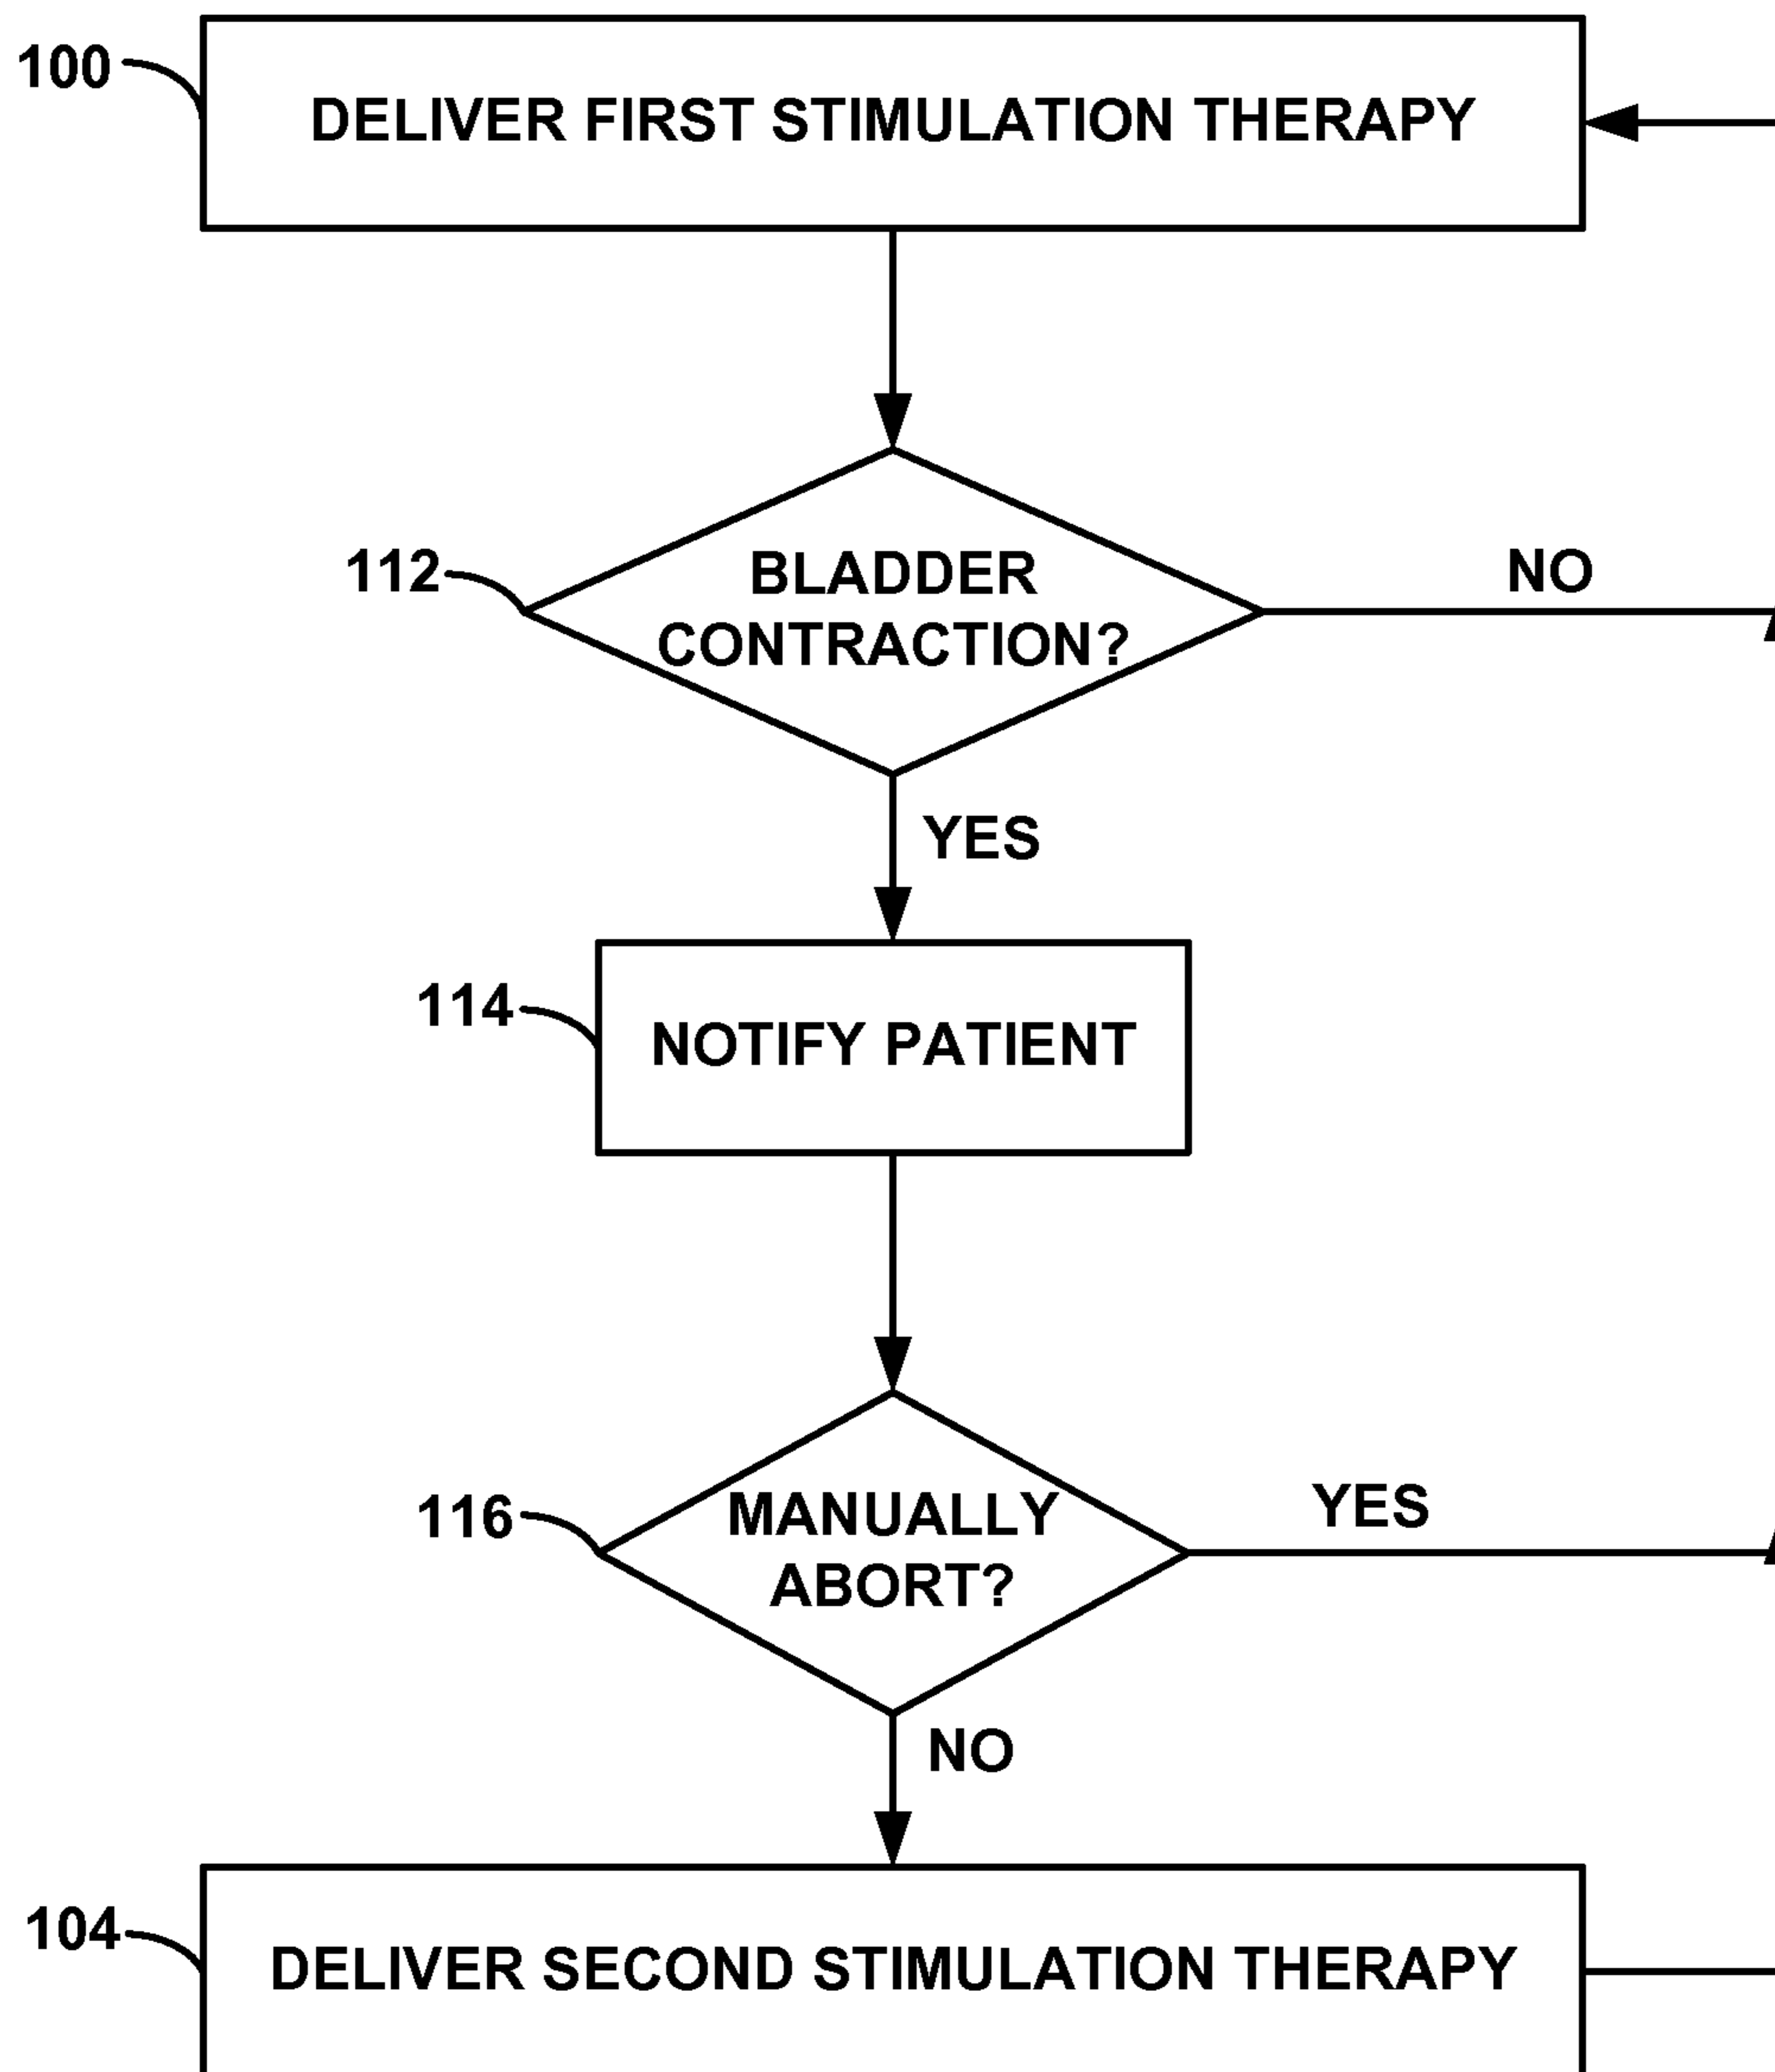 100
DELIVER FIRST STIMULATION THERAPY
112
BLADDER
CONTRACTION?
NO
YES
114
NOTIFY PATIENT
116
MANUALLY
ABORT?
YES
NO
104
DELIVER SECOND STIMULATION THERAPY